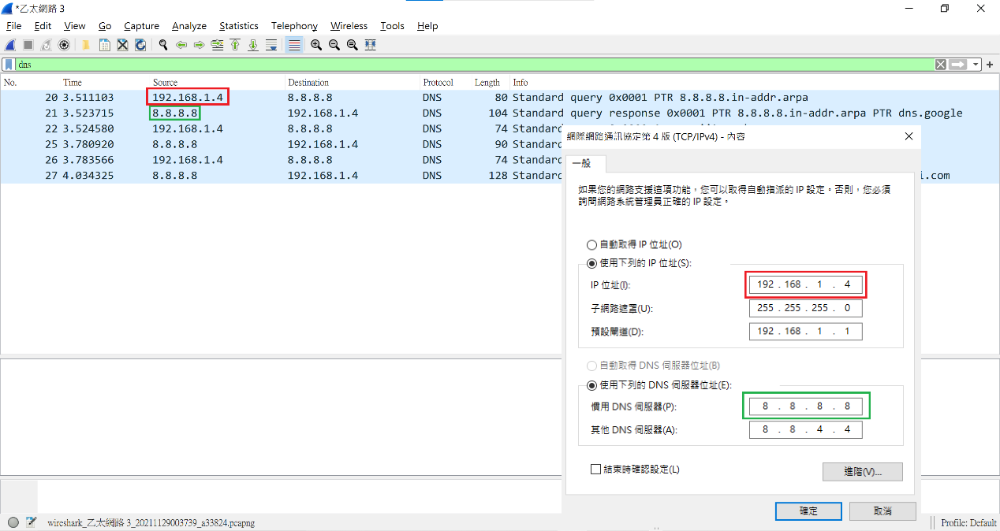 *乙太網路 3
File Edit View Go Capture Analyze Statistics Telephony Wireless Tools Help
dns
No. Time Source Destination Protocol Length Info
20 3.511103 192.168.1.4 8.8.8.8 DNS 80 Standard query 0x0001 PTR 8.8.8.8.in-addr.arpa
21 3.523715 8.8.8.8 192.168.1.4 DNS 104 Standard query response 0x0001 PTR 8.8.8.8.in-addr.arpa PTR dns.google
22 3.524580 192.168.1.4 8.8.8.8 DNS 74 Standard
25 3.780920 8.8.8.8 192.168.1.4 DNS 90 Standard
26 3.783566 192.168.1.4 8.8.8.8 DNS 74 Standard
27 4.034325 8.8.8.8 192.168.1.4 DNS 128 Standard i.com
網際網路通訊協定第 4 版 (TCP/IPv4) - 內容
一般
如果您的網路支援這項功能，您可以取得自動指派的 IP 設定。否則，您必須
詢問網路系統管理員正確的 IP 設定。
自動取得 IP 位址(O)
使用下列的 IP 位址(S):
IP 位址(I): 192 . 168 . 1 . 4
子網路遮罩(U): 255 . 255 . 255 . 0
預設閘道(D): 192 . 168 . 1 . 1
自動取得 DNS 伺服器位址(B)
使用下列的 DNS 伺服器位址(E):
慣用 DNS 伺服器(P): 8 . 8 . 8 . 8
其他 DNS 伺服器(A): 8 . 8 . 4 . 4
結束時確認設定(L)
進階(V)...
確定 取消
wireshark_乙太網路 3_20211129003739_a33824.pcapng
Profile: Default